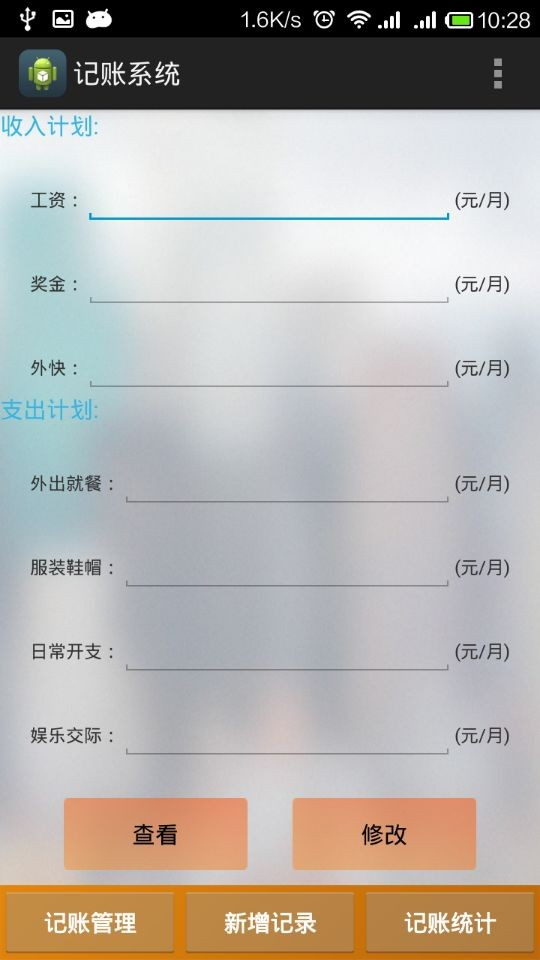 1.6K/s 10:28
记账系统
收入计划:
工资： (元/月)
奖金： (元/月)
外快： (元/月)
支出计划:
外出就餐： (元/月)
服装鞋帽： (元/月)
日常开支： (元/月)
娱乐交际： (元/月)
查看 修改
记账管理 新增记录 记账统计